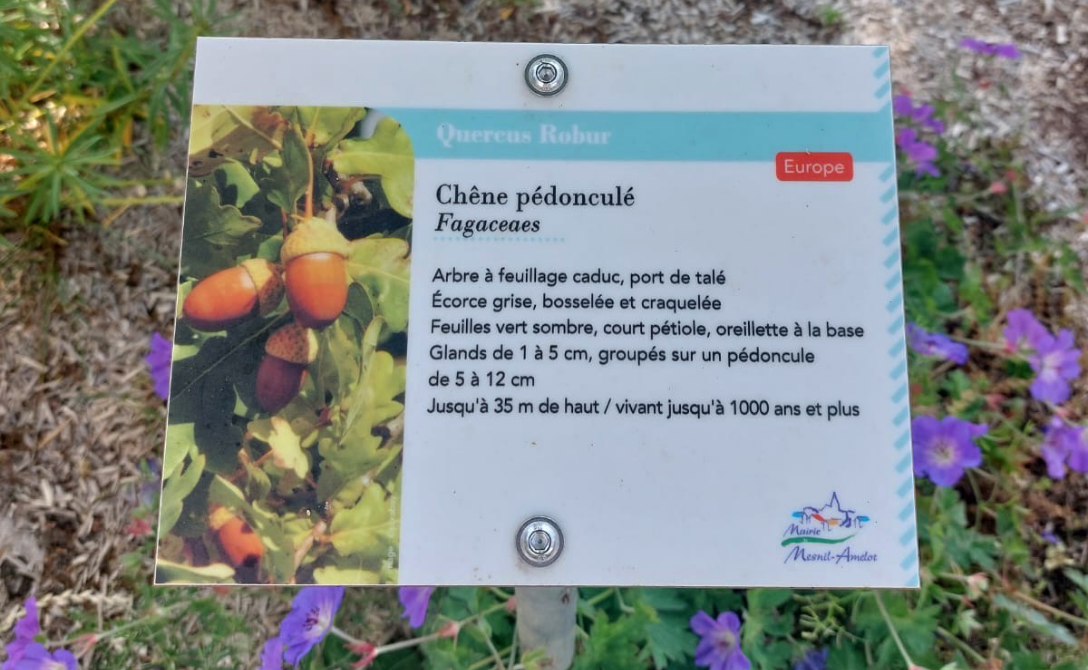 Quercus Robur
Europe
Chêne pédonculé
Fagaceaes
Arbre à feuillage caduc, port de talé
Écorce grise, bosselée et craquelée
Feuilles vert sombre, court pétiole, oreillette à la base
Glands de 1 à 5 cm, groupés sur un pédoncule
de 5 à 12 cm
Jusqu'à 35 m de haut / vivant jusqu'à 1000 ans et plus
Mairie
Mesnil-Amelot